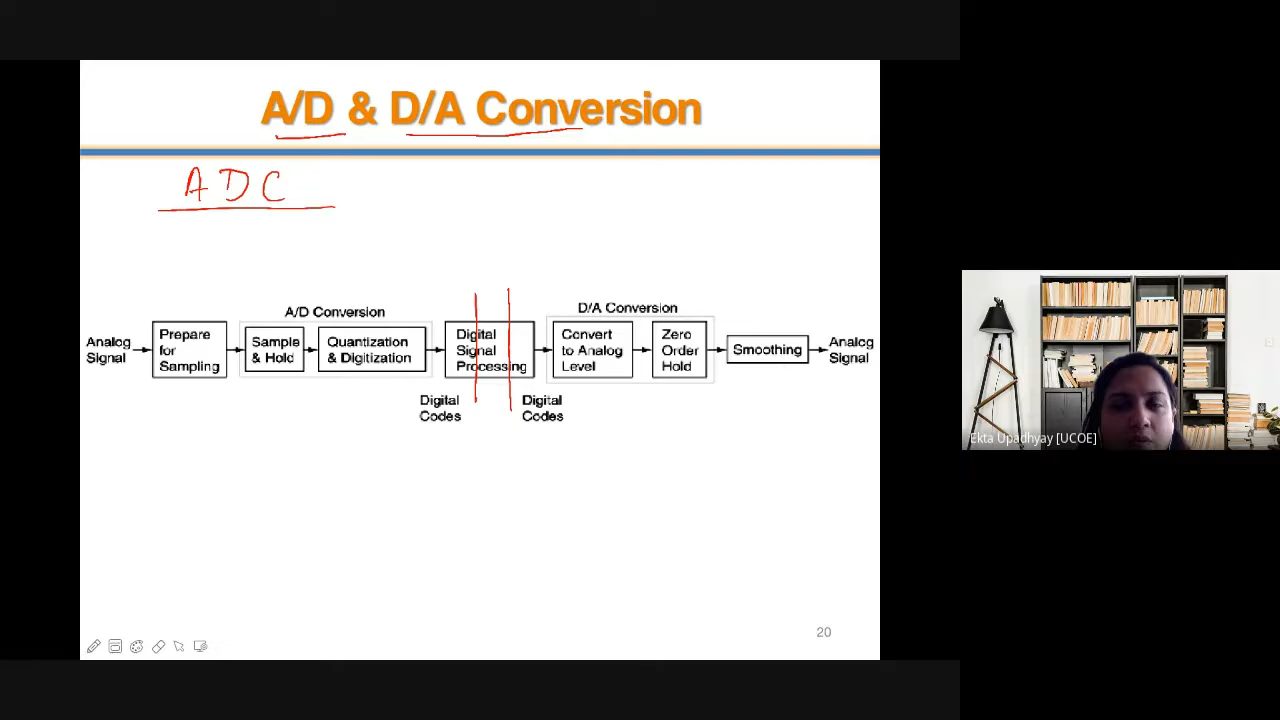 A/D & D/A Conversion
ADC
A/D Conversion
D/A Conversion
Analog
Signal
Prepare
for
Sampling
Sample
& Hold
Quantization
& Digitization
Digital
Signal
Processing
Convert
to Analog
Level
Zero
Order
Hold
Smoothing
Analog
Signal
Digital
Codes
Digital
Codes
20
Ekta Upadhyay [UCOE]